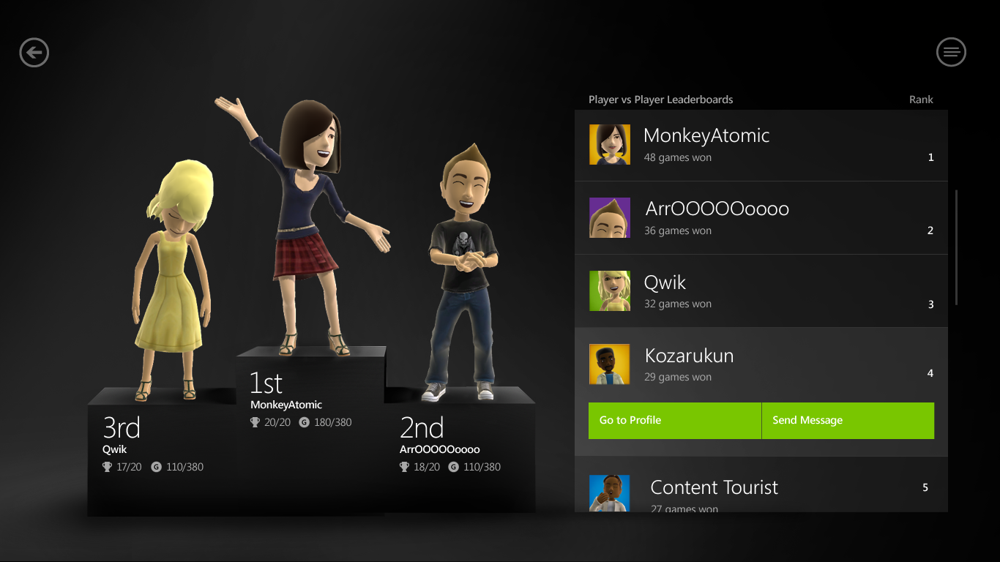 Player vs Player Leaderboards Rank
MonkeyAtomic
48 games won
1
ArrOOOOOoooo
36 games won
2
Qwik
32 games won
3
Kozarukun
29 games won
4
Go to Profile Send Message
Content Tourist
5
27 games won
1st
MonkeyAtomic
20/20 G 180/380
3rd
Qwik
17/20 G 110/380
2nd
ArrOOOOOoooo
18/20 G 110/380